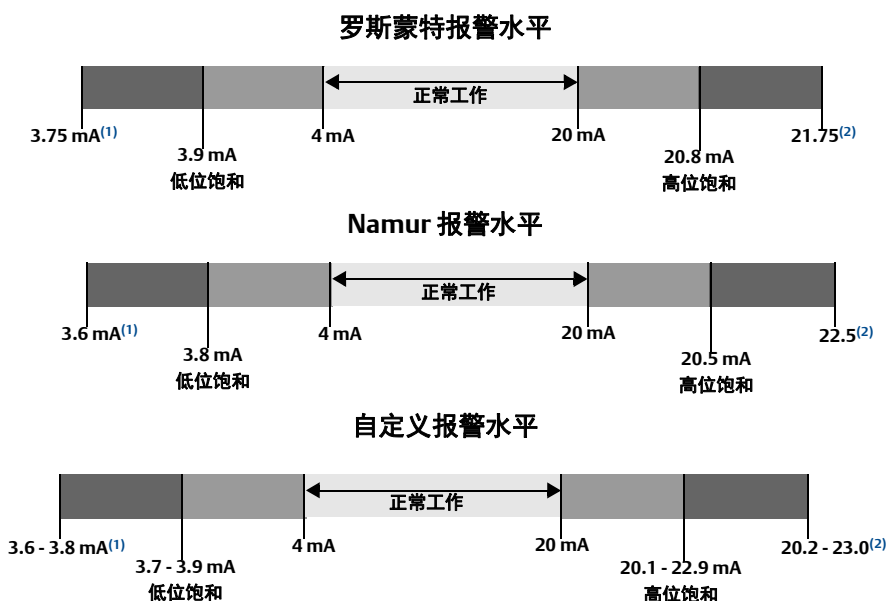 罗斯蒙特报警水平
正常工作
3.75 mA(1)
3.9 mA
低位饱和
4 mA
20 mA
20.8 mA
高位饱和
21.75(2)
Namur 报警水平
正常工作
3.6 mA(1)
3.8 mA
低位饱和
4 mA
20 mA
20.5 mA
高位饱和
22.5(2)
自定义报警水平
正常工作
3.6 - 3.8 mA(1)
3.7 - 3.9 mA
低位饱和
4 mA
20 mA
20.1 - 22.9 mA
高位饱和
20.2 - 23.0(2)